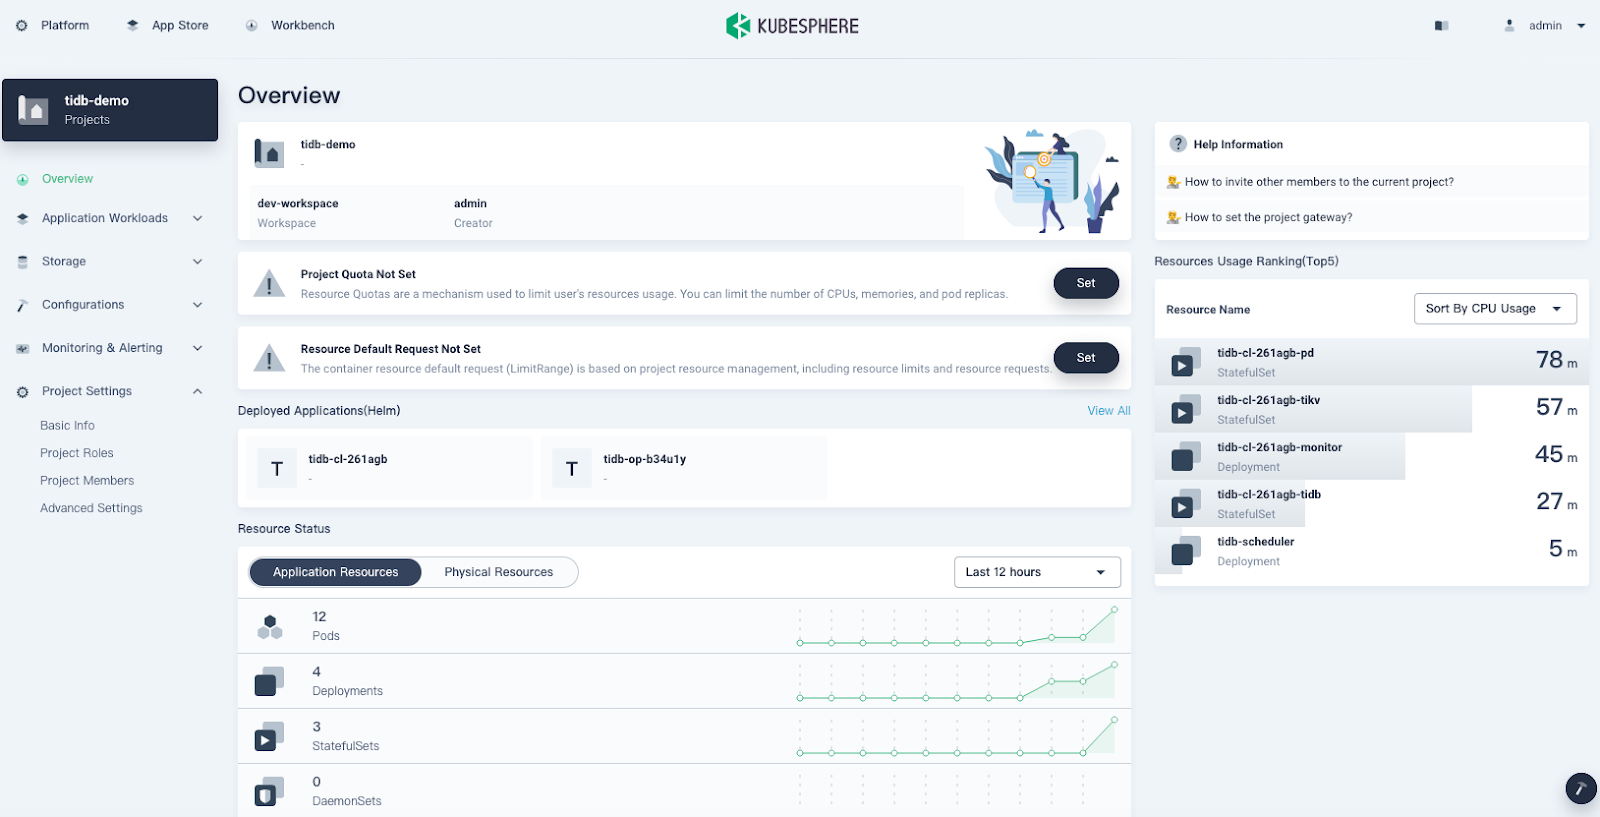 Platform
App Store
Workbench
KUBESPHERE
admin
tidb-demo
Projects
Overview
Application Workloads
Storage
Configurations
Monitoring & Alerting
Project Settings
Basic Info
Project Roles
Project Members
Advanced Settings
Overview
tidb-demo
-
dev-workspace
Workspace
admin
Creator
Project Quota Not Set
Resource Quotas are a mechanism used to limit user's resources usage. You can limit the number of CPUs, memories, and pod replicas.
Set
Resource Default Request Not Set
The container resource default request (LimitRange) is based on project resource management, including resource limits and resource requests.
Set
Deployed Applications(Helm)
View All
T
tidb-cl-261agb
-
T
tidb-op-b34u1y
-
Resource Status
Application Resources
Physical Resources
Last 12 hours
12
Pods
4
Deployments
3
StatefulSets
0
DaemonSets
? Help Information
How to invite other members to the current project?
How to set the project gateway?
Resources Usage Ranking(Top5)
Resource Name
Sort By CPU Usage
tidb-cl-261agb-pd
StatefulSet
78 m
tidb-cl-261agb-tikv
StatefulSet
57 m
tidb-cl-261agb-monitor
Deployment
45 m
tidb-cl-261agb-tidb
StatefulSet
27 m
tidb-scheduler
Deployment
5 m